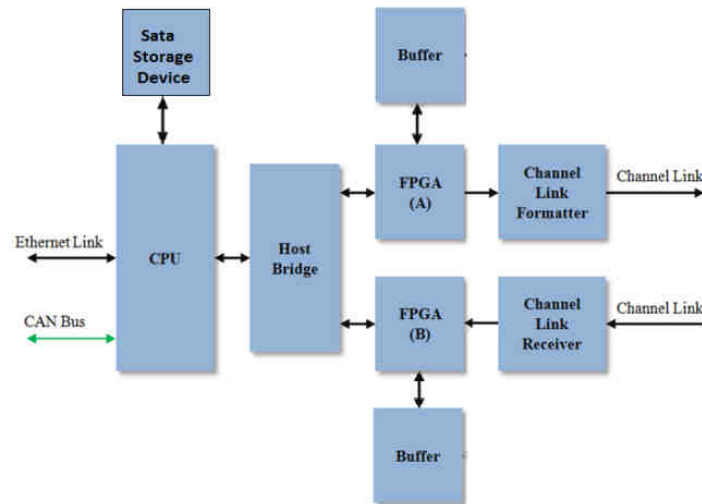 Sata
Storage
Device
Buffer
FPGA
(A)
Channel
Link
Formatter
Channel Link
Ethernet Link
CPU
Host
Bridge
CAN Bus
FPGA
(B)
Channel
Link
Receiver
Channel Link
Buffer